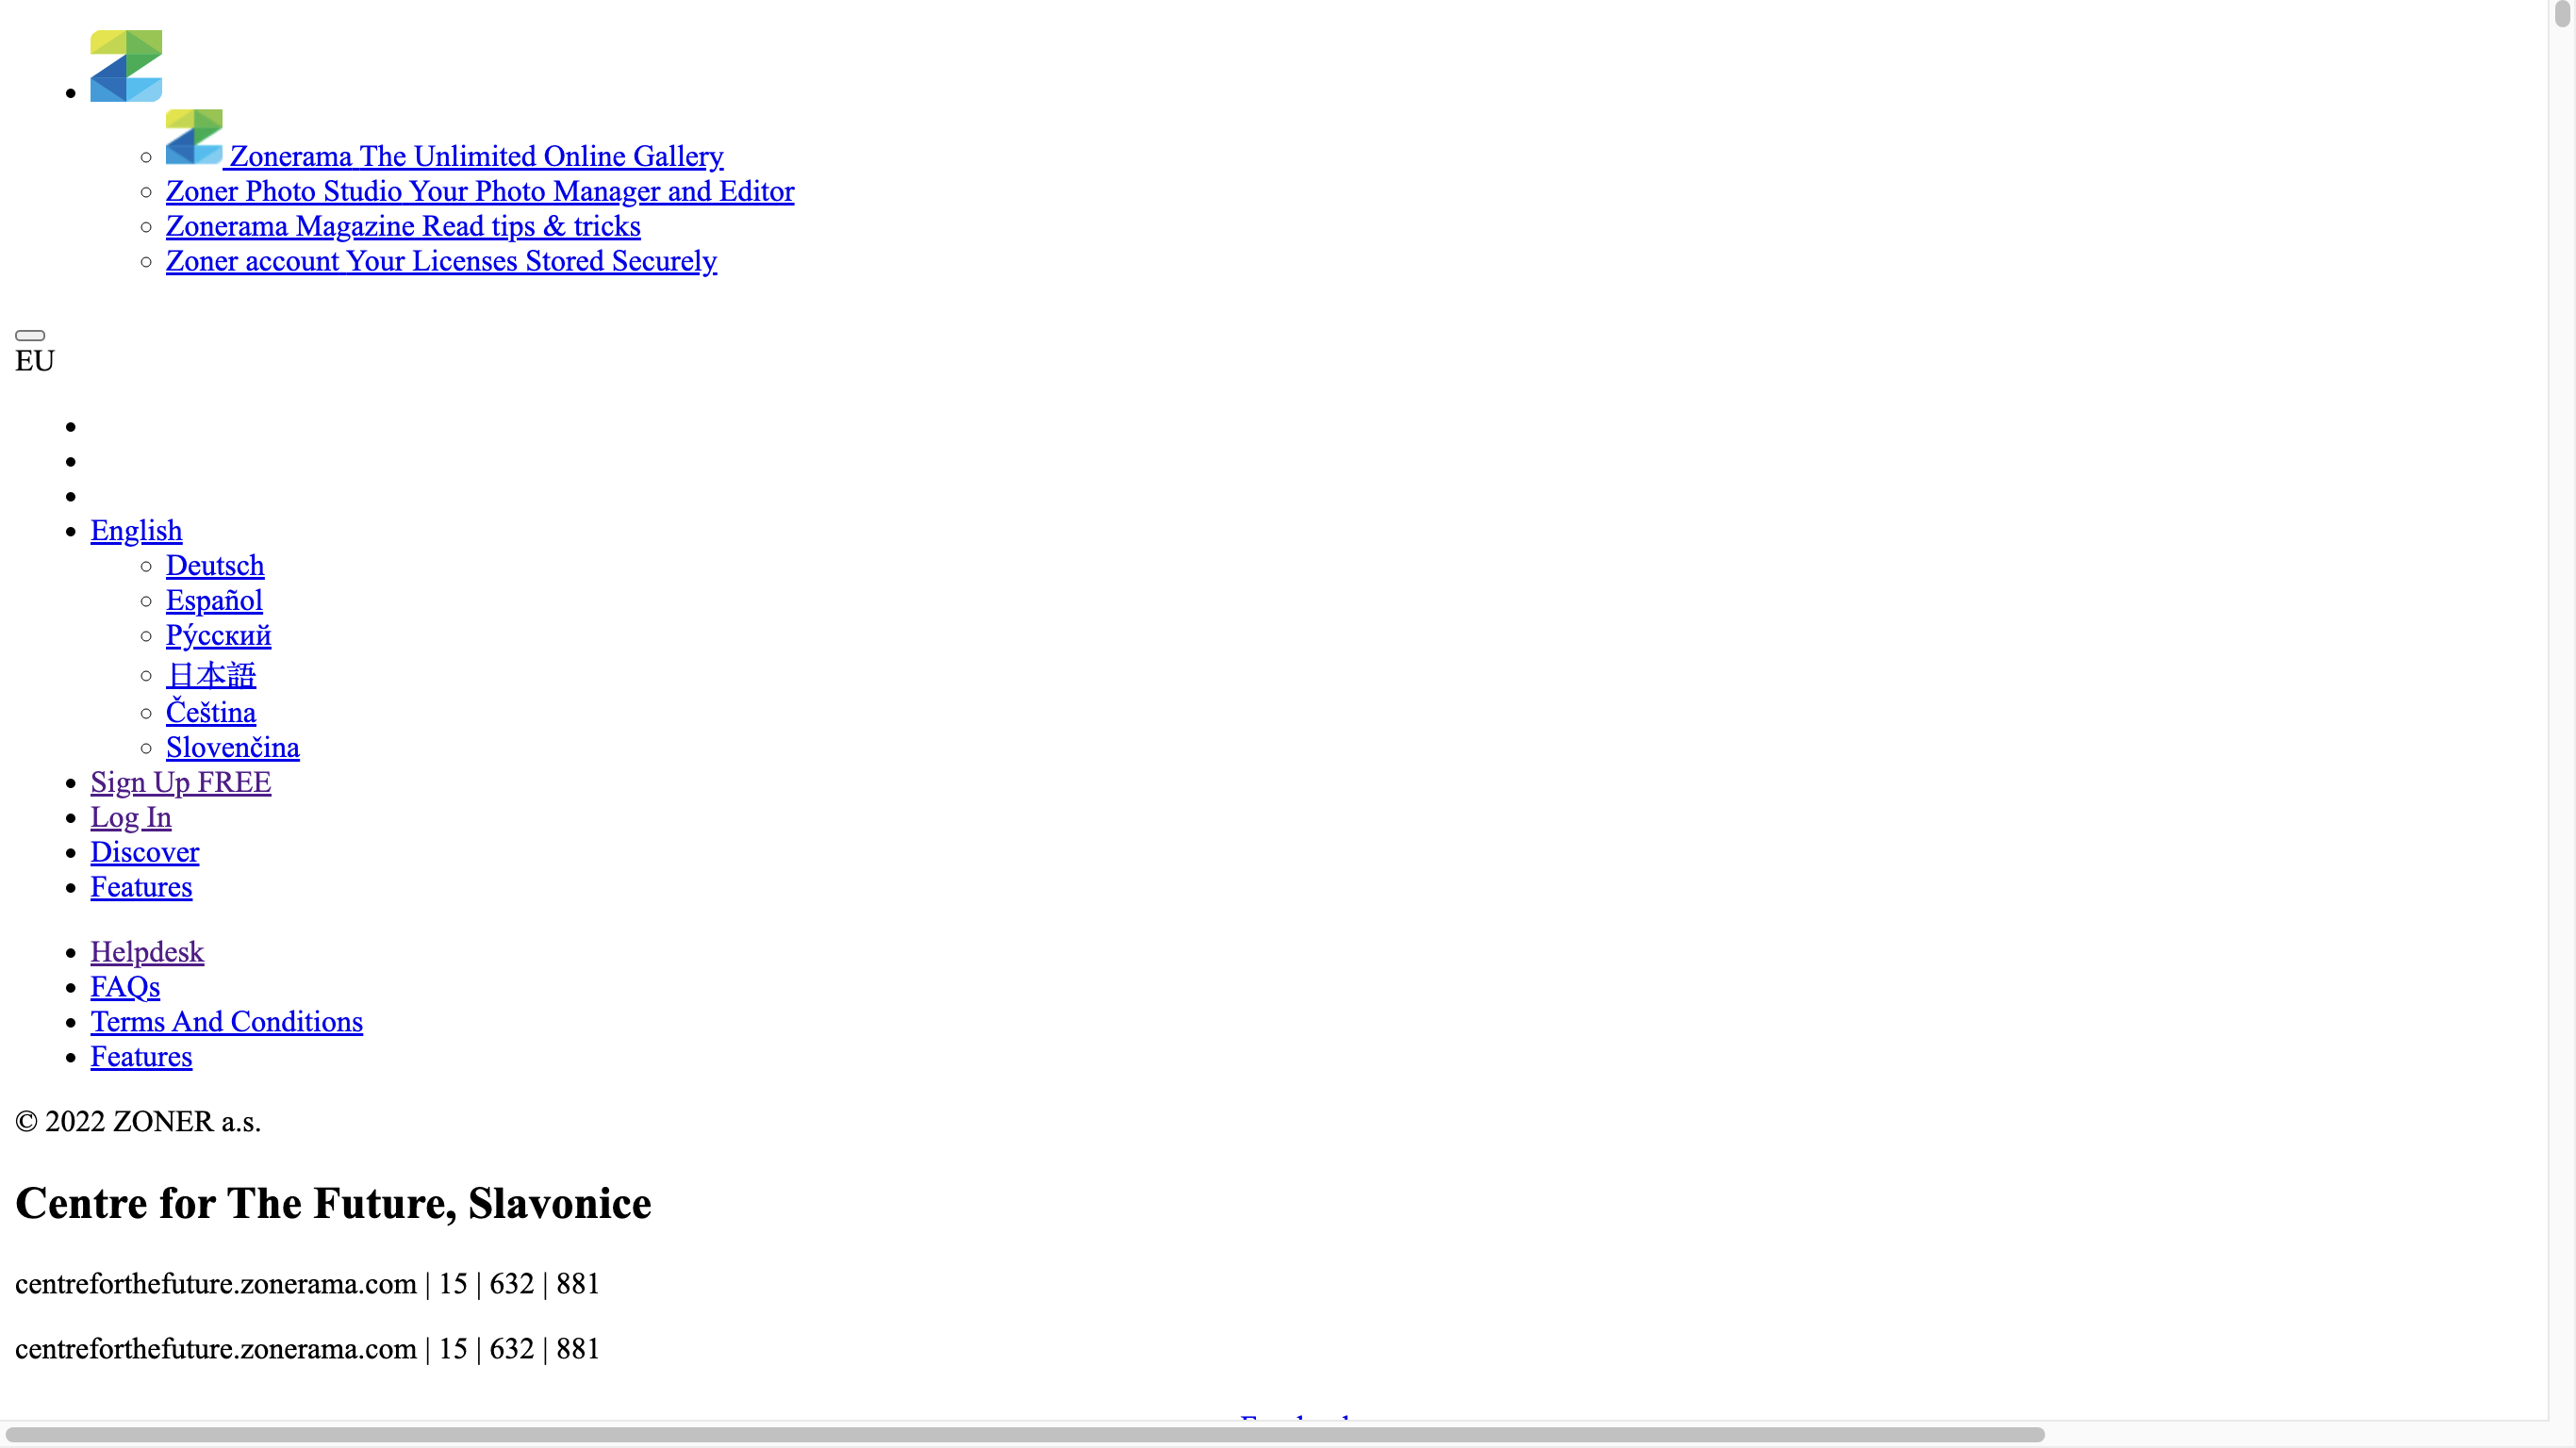 Zonerama The Unlimited Online Gallery
Zoner Photo Studio Your Photo Manager and Editor
Zonerama Magazine Read tips & tricks
Zoner account Your Licenses Stored Securely
EU
English
Deutsch
Español
Ру́сский
日本語
Čeština
Slovenčina
Sign Up FREE
Log In
Discover
Features
Helpdesk
FAQs
Terms And Conditions
Features
© 2022 ZONER a.s.
Centre for The Future, Slavonice
centreforthefuture.zonerama.com | 15 | 632 | 881
centreforthefuture.zonerama.com | 15 | 632 | 881